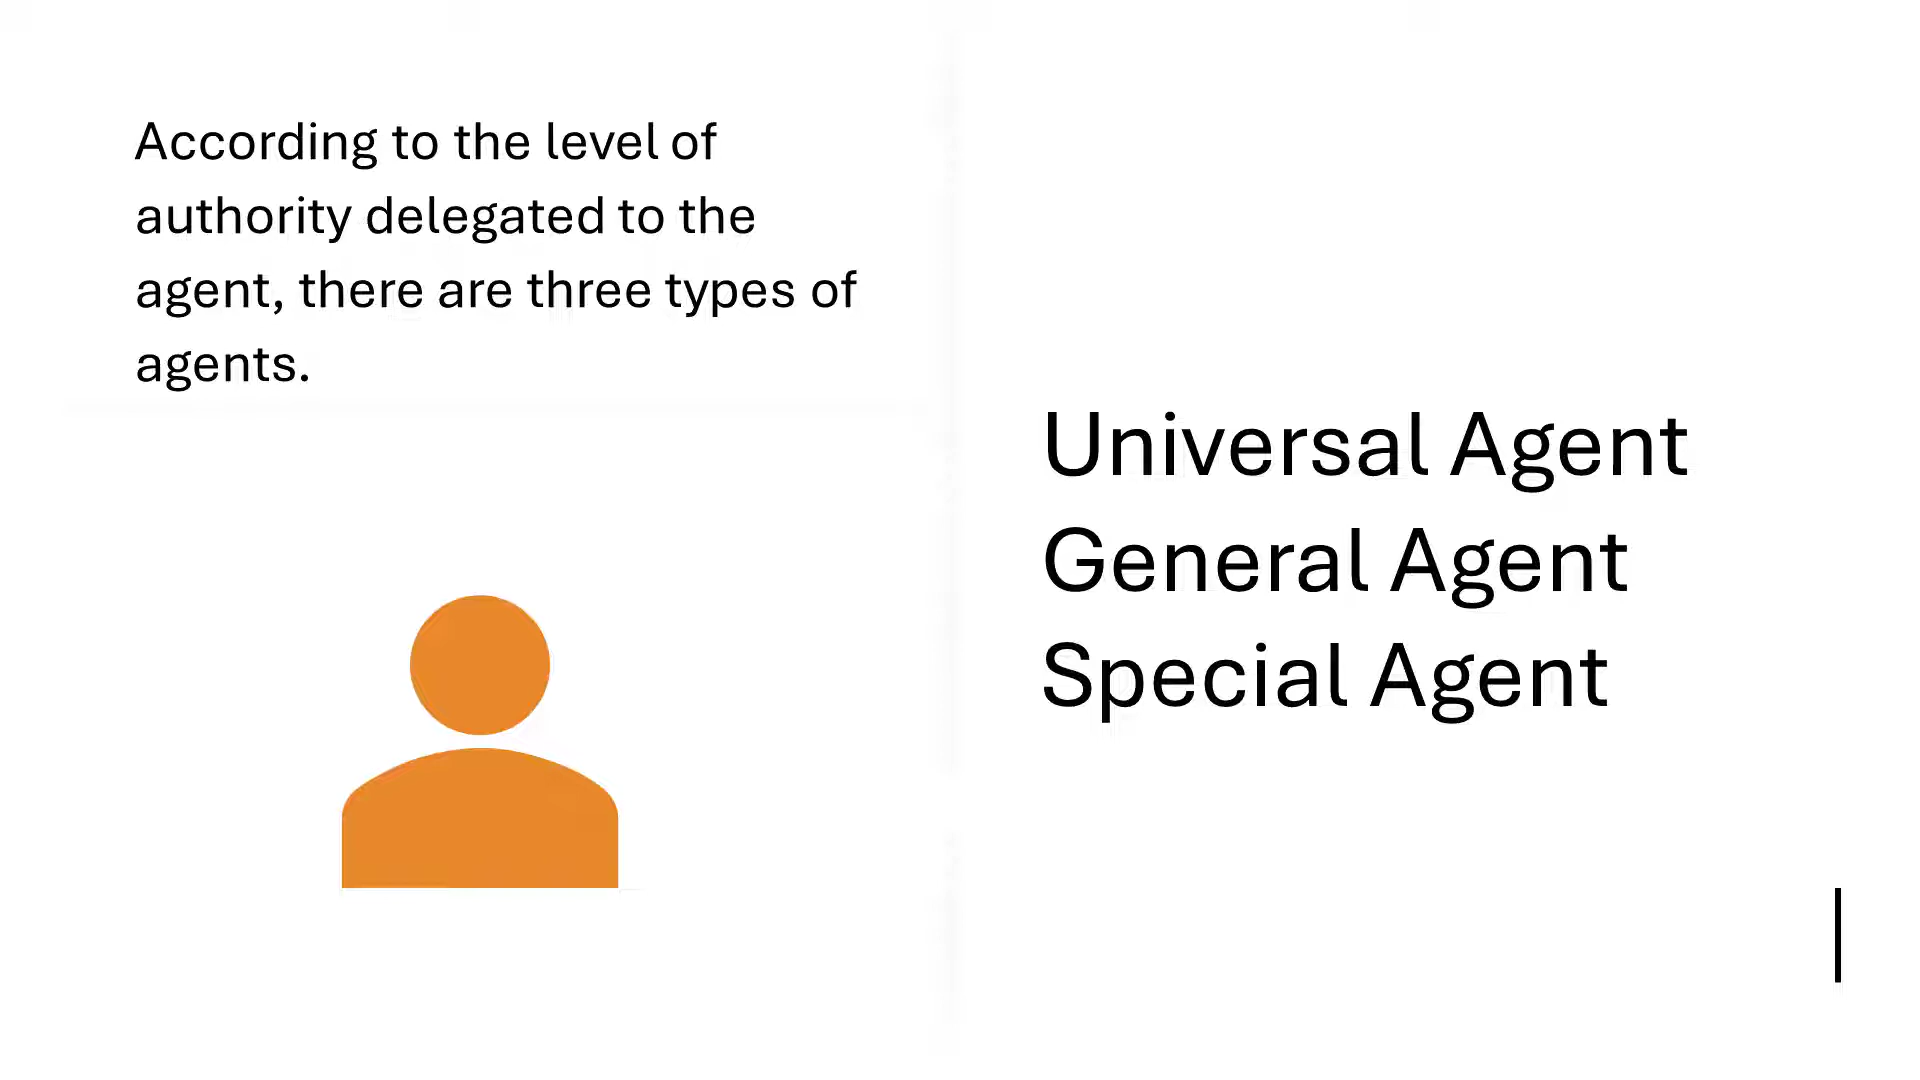 According to the level of
authority delegated to the
agent, there are three types of
agents.
Universal Agent
General Agent
Special Agent